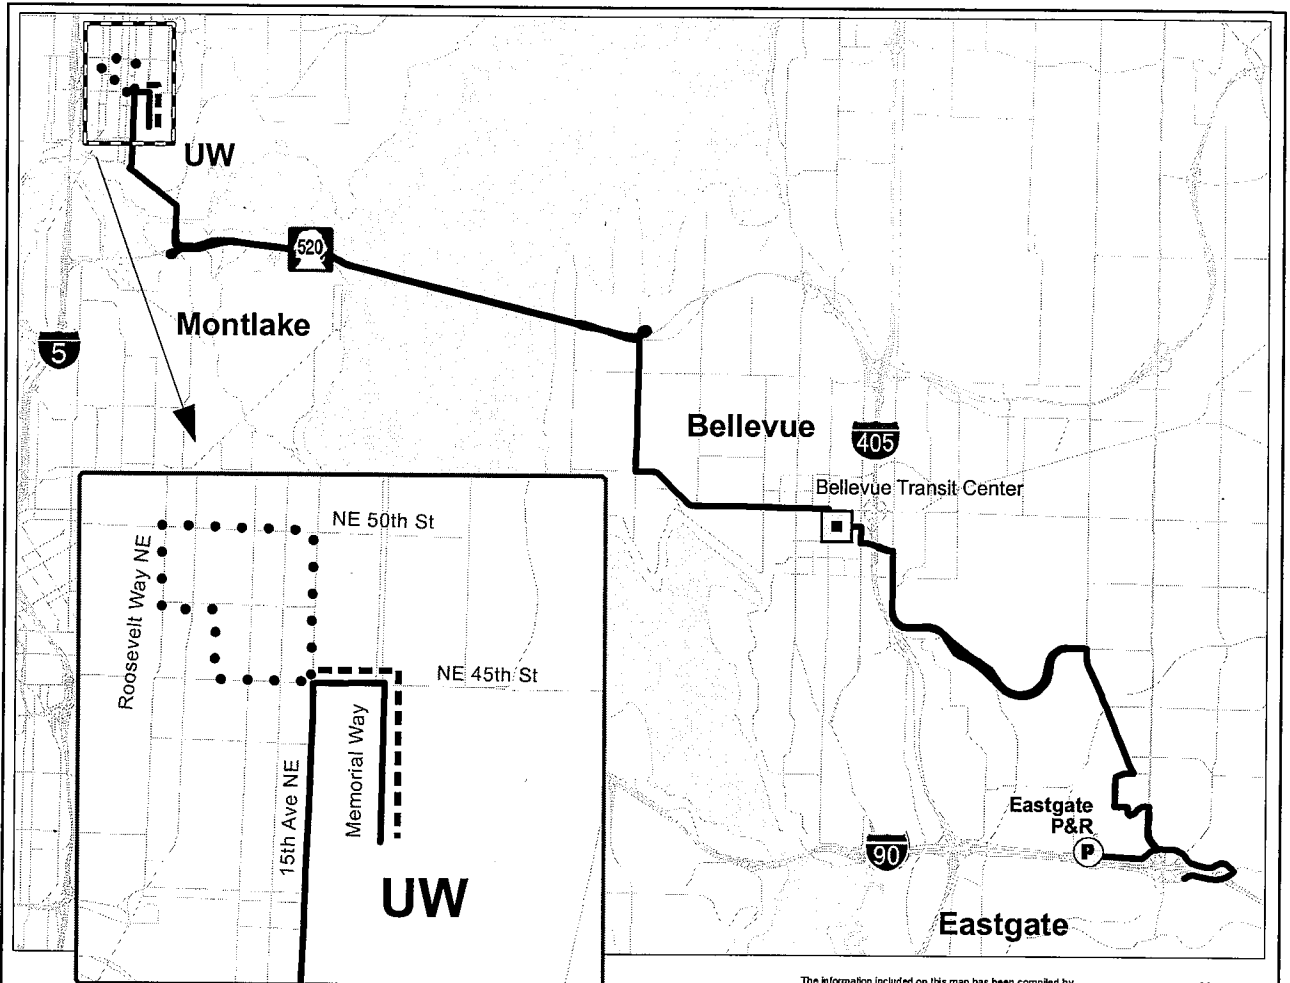 UW
520
Montlake
5
Bellevue
405
Bellevue Transit Center
NE 50th St
Roosevelt Way NE
NE 45th St
Memorial Way
15th Ave NE
UW
Eastgate
P&R
P
90
Eastgate
The information included on this map has been compiled by